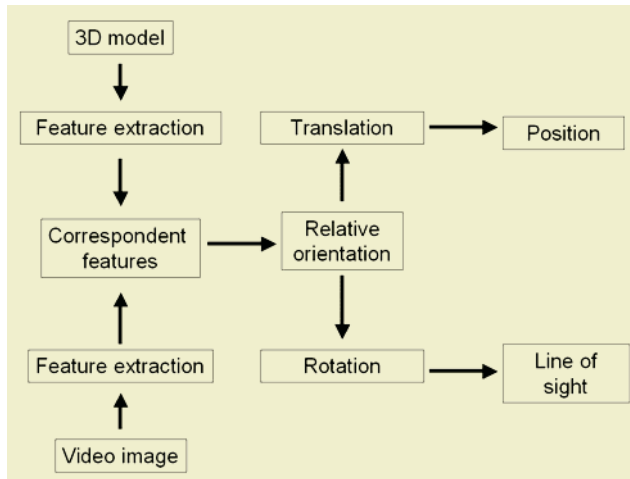 3D model
Feature extraction
Translation
Position
Correspondent
features
Relative
orientation
Feature extraction
Rotation
Line of
sight
Video image